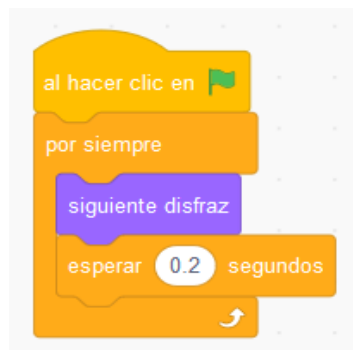 al hacer clic en
por siempre
siguiente disfraz
esperar 0.2 segundos